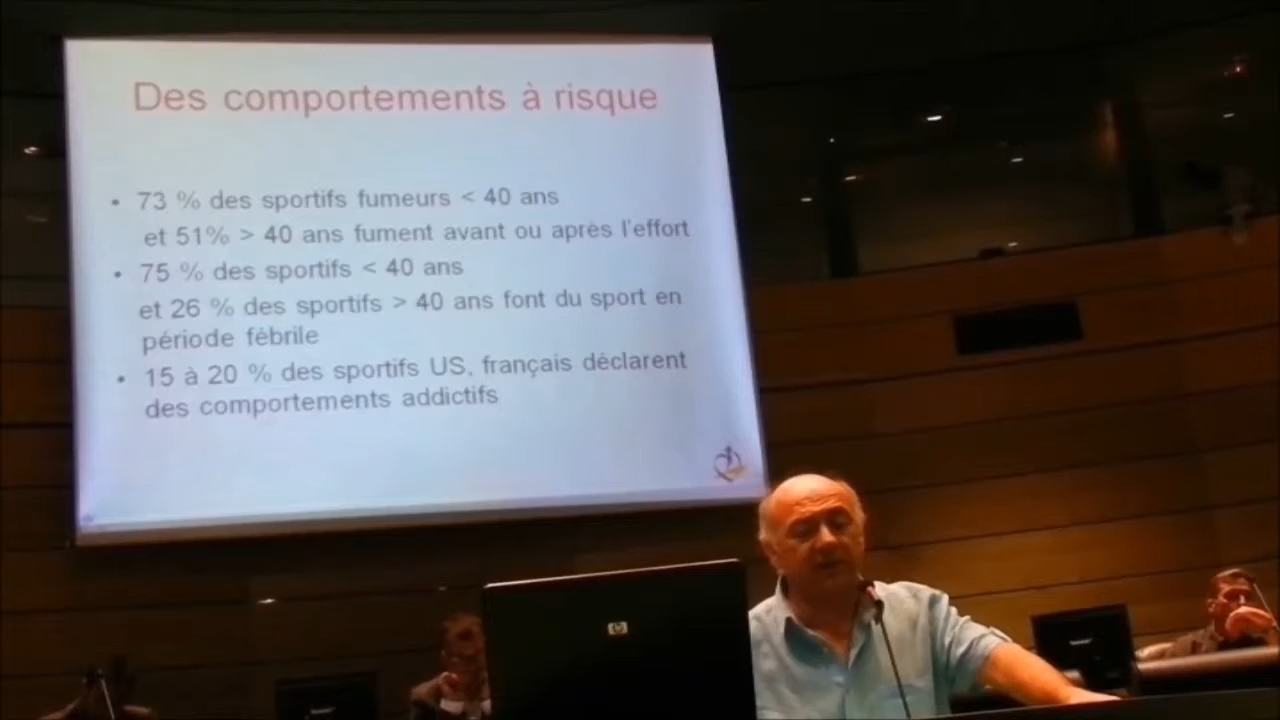 Des comportements à risque
• 73 % des sportifs fumeurs < 40 ans
et 51% > 40 ans fument avant ou après l'effort
• 75 % des sportifs < 40 ans
et 26 % des sportifs > 40 ans font du sport en
période fébrile
• 15 à 20 % des sportifs US, français déclarent
des comportements addictifs
hp